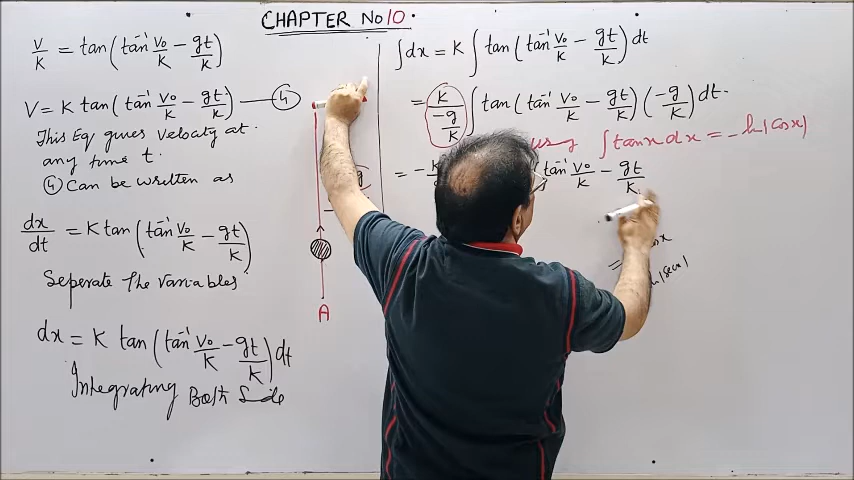 CHAPTER No 10
v/K = tan(tan⁻¹ v₀/K − gt/K)
V = K tan(tan⁻¹ v₀/K − gt/K) —— ④
This Eq gives Velocity at
any time t.
④ Can be written as
dx/dt = K tan(tan⁻¹ v₀/K − gt/K)
Seperate The Variables
dx = K tan(tan⁻¹ v₀/K − gt/K)dt
Integrating Both Side
A
∫dx = K ∫ tan(tan⁻¹ v₀/K − gt/K)dt
= K/(−g/K) ∫ tan(tan⁻¹ v₀/K − gt/K)(−g/K)dt
∫tanx dx = −ln|Cosx|
= − tan⁻¹ v₀/K − gt/K